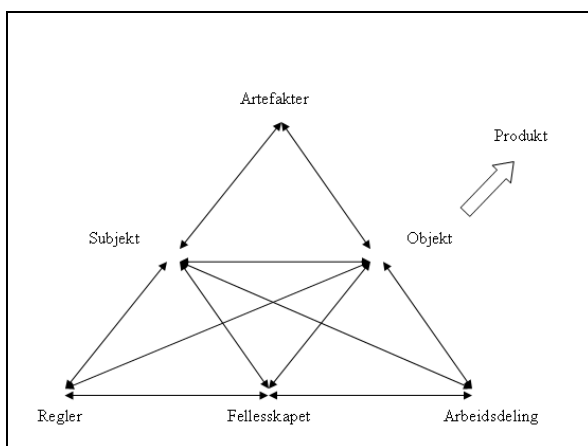 Artefakter
Produkt
Subjekt
Objekt
Regler
Fellesskapet
Arbeidsdeling